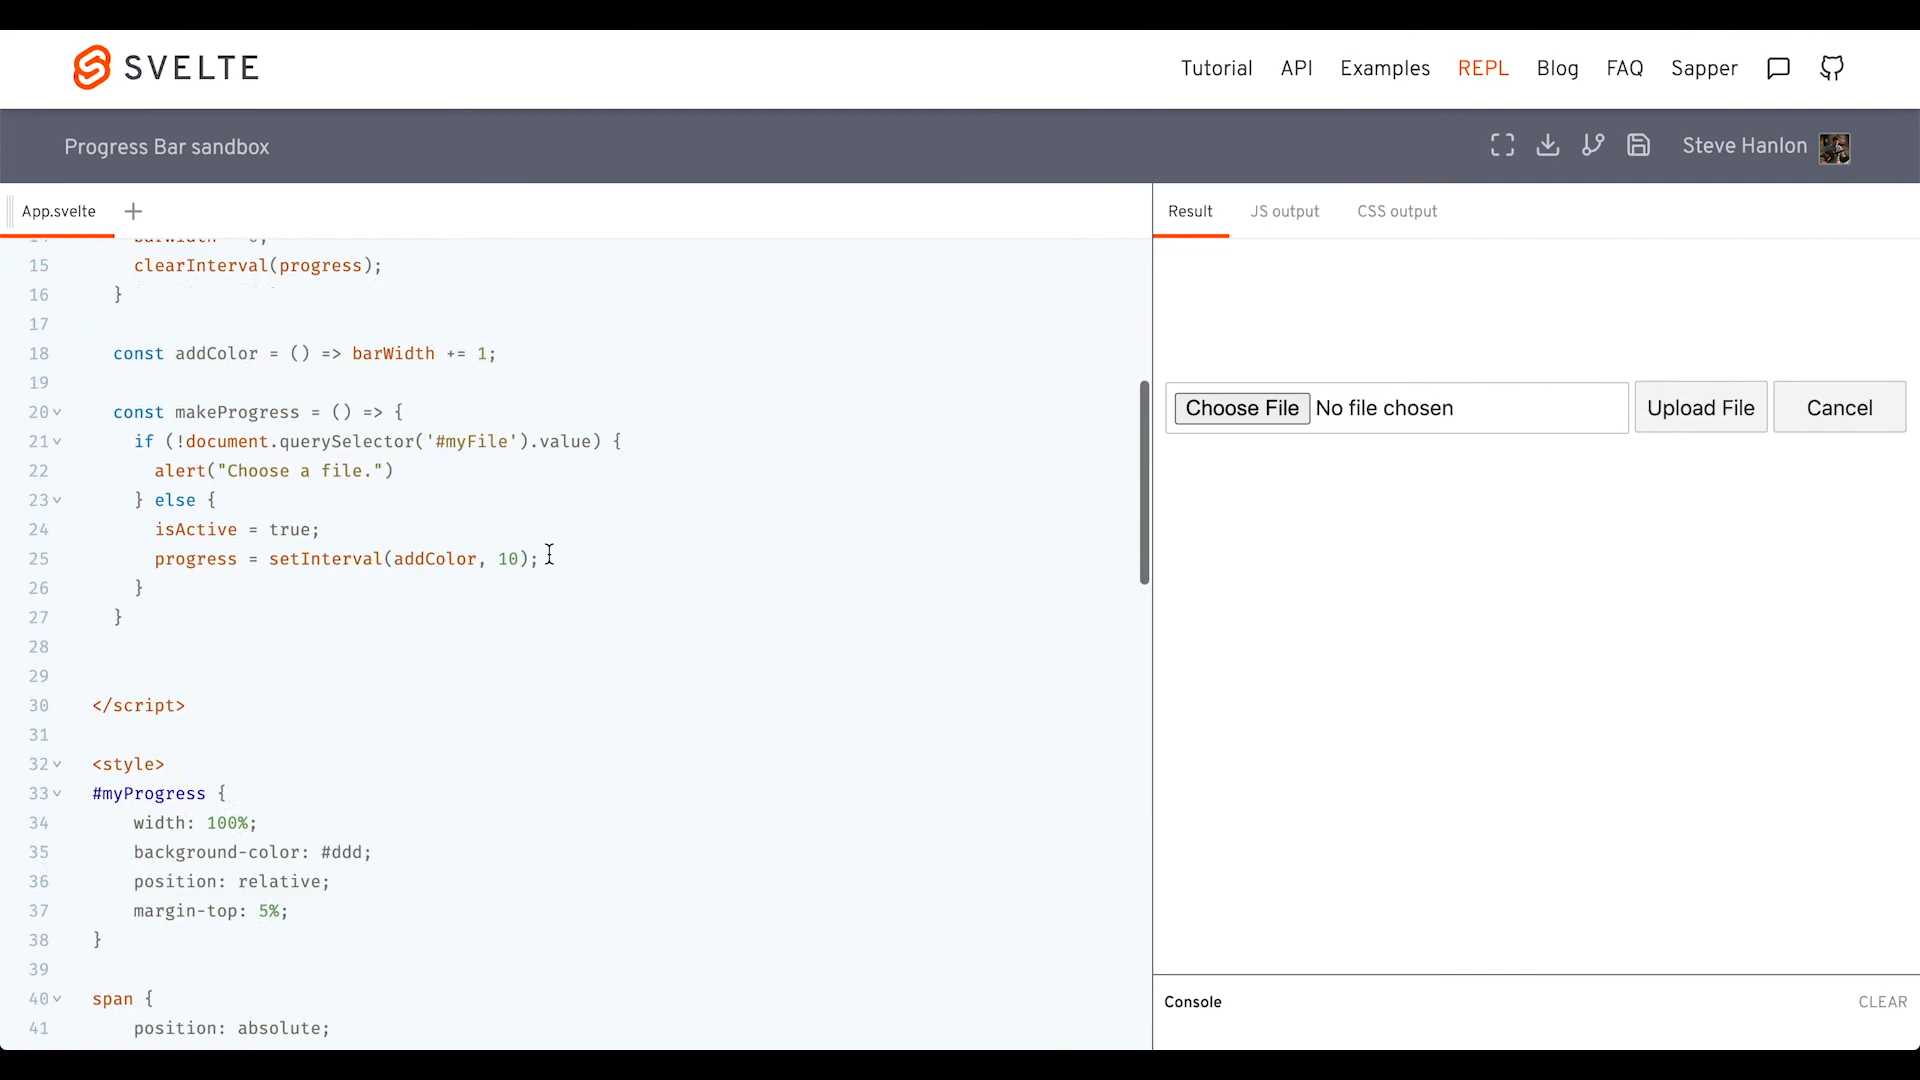 SVELTE
Tutorial API Examples REPL Blog FAQ Sapper
Progress Bar sandbox
Steve Hanlon
App.svelte +
Result JS output CSS output
15 clearInterval(progress);
16 }
17
18 const addColor = () => barWidth += 1;
19
20 const makeProgress = () => {
21 if (!document.querySelector('#myFile').value) {
22 alert("Choose a file.")
23 } else {
24 isActive = true;
25 progress = setInterval(addColor, 10);
26 }
27 }
28
29
30 </script>
31
32 <style>
33 #myProgress {
34 width: 100%;
35 background-color: #ddd;
36 position: relative;
37 margin-top: 5%;
38 }
39
40 span {
41 position: absolute;
Choose File No file chosen Upload File Cancel
Console CLEAR